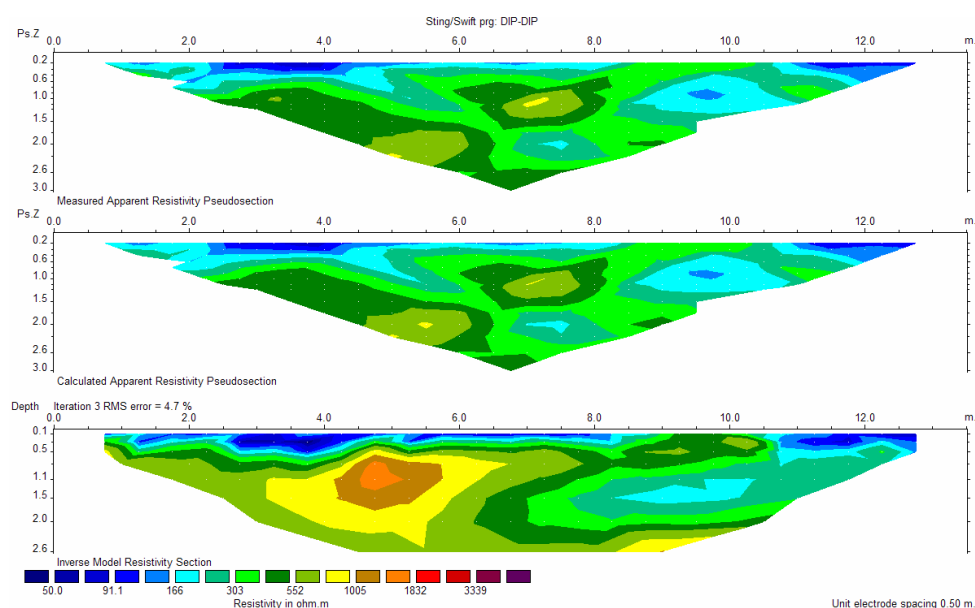 Sting/Swift prg: DIP-DIP
Ps.Z
0.0 2.0 4.0 6.0 8.0 10.0 12.0 m.
0.2
0.6
1.0
1.5
2.0
2.6
3.0
Measured Apparent Resistivity Pseudosection
Ps.Z
0.0 2.0 4.0 6.0 8.0 10.0 12.0 m.
0.2
0.6
1.0
1.5
2.0
2.6
3.0
Calculated Apparent Resistivity Pseudosection
Depth Iteration 3 RMS error = 4.7 %
0.0 2.0 4.0 6.0 8.0 10.0 12.0 m.
0.1
0.5
1.1
1.5
2.0
2.6
Inverse Model Resistivity Section
50.0 91.1 166 303 552 1005 1832 3339
Resistivity in ohm.m Unit electrode spacing 0.50 m.